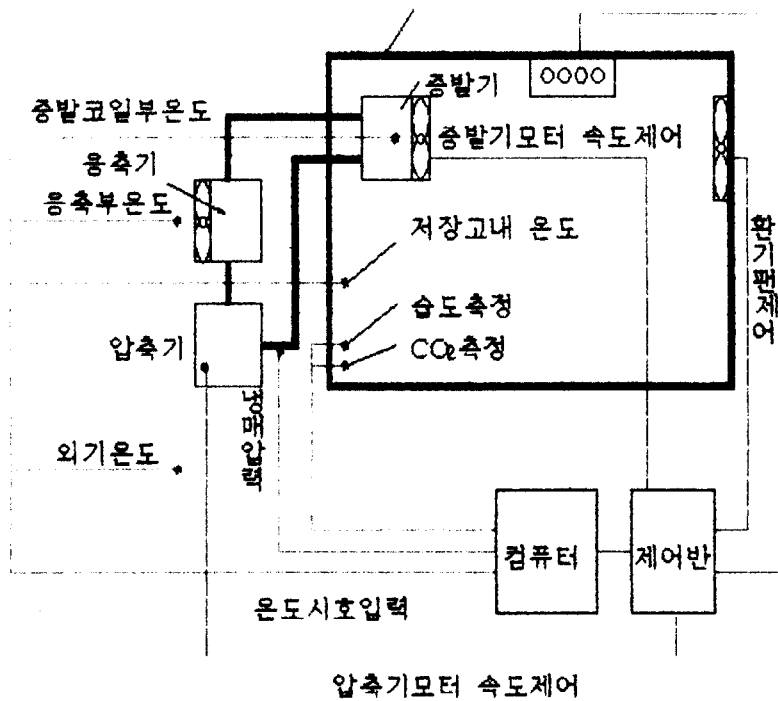 증발기
증발코일부온도
증발기모터 속도제어
응축기
응축부온도
저장고내 온도
환기팬제어
습도측정
CO₂측정
압축기
냉매압력
외기온도
컴퓨터
제어반
온도시호입력
압축기모터 속도제어